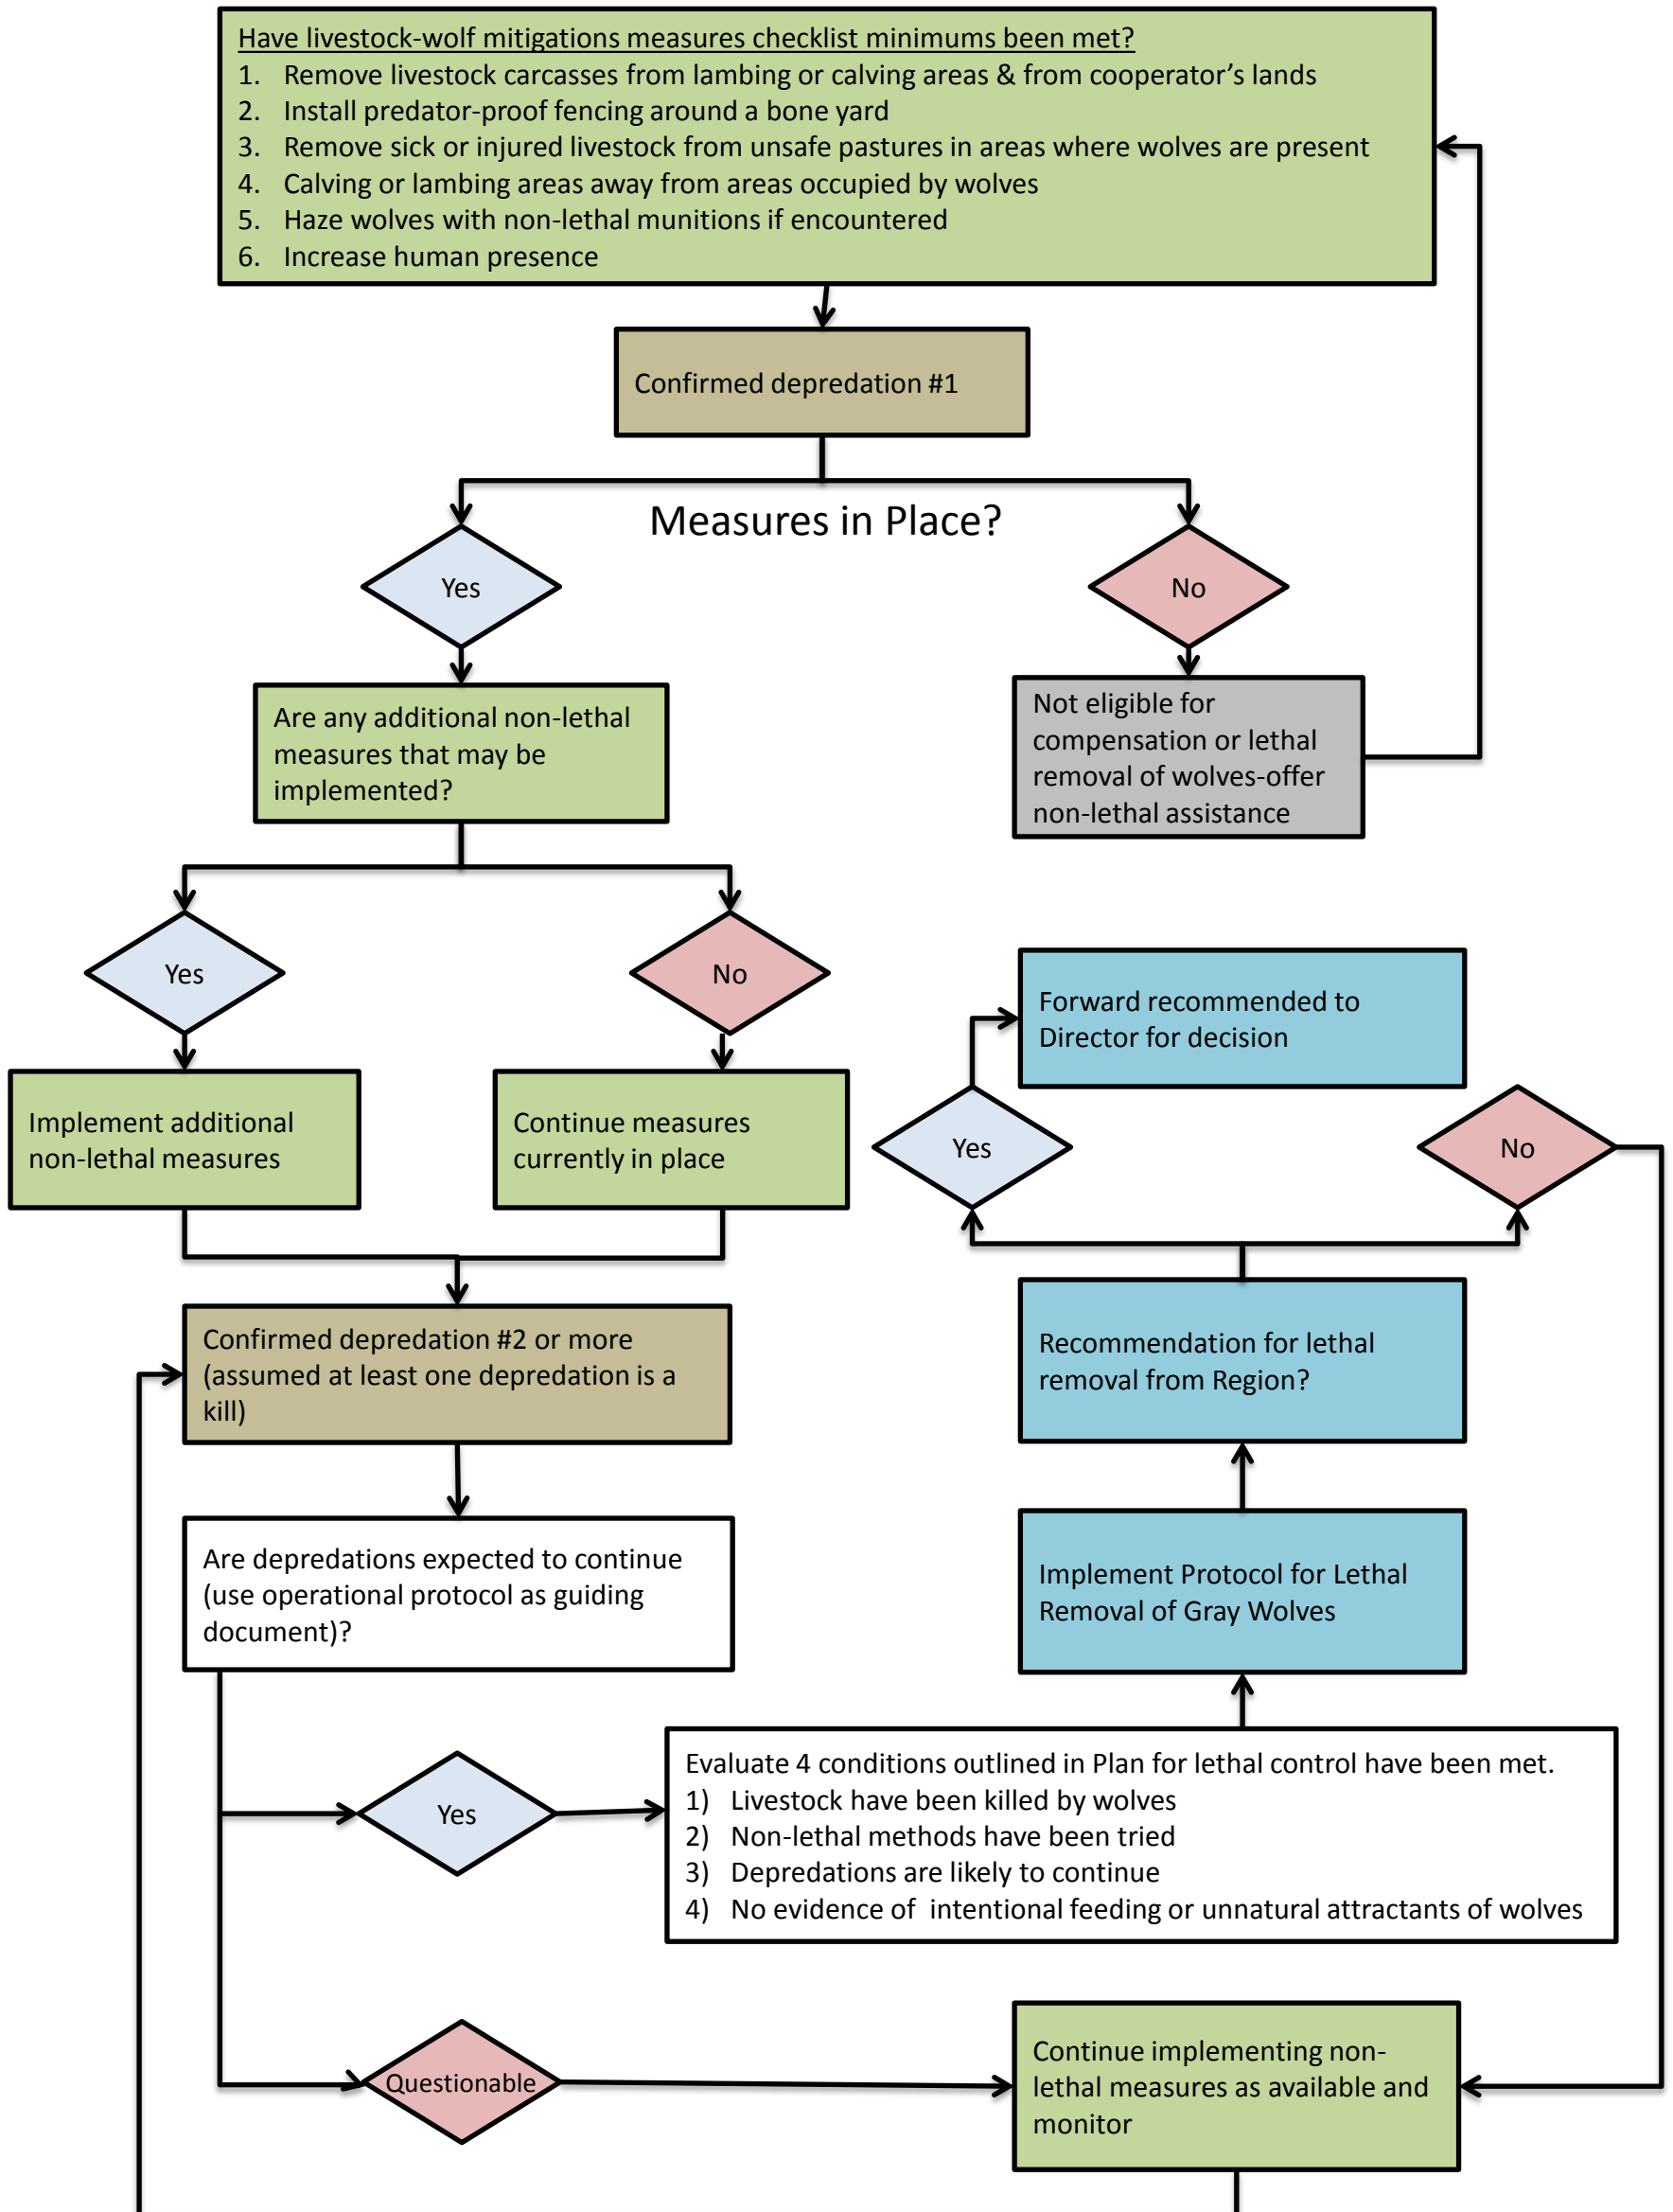 Have livestock-wolf mitigations measures checklist minimums been met?
1. Remove livestock carcasses from lambing or calving areas & from cooperator's lands
2. Install predator-proof fencing around a bone yard
3. Remove sick or injured livestock from unsafe pastures in areas where wolves are present
4. Calving or lambing areas away from areas occupied by wolves
5. Haze wolves with non-lethal munitions if encountered
6. Increase human presence
Confirmed depredation #1
Measures in Place?
Yes
No
Are any additional non-lethal
measures that may be
implemented?
Not eligible for
compensation or lethal
removal of wolves-offer
non-lethal assistance
Yes
No
Implement additional
non-lethal measures
Continue measures
currently in place
Forward recommended to
Director for decision
Yes
No
Confirmed depredation #2 or more
(assumed at least one depredation is a
kill)
Recommendation for lethal
removal from Region?
Are depredations expected to continue
(use operational protocol as guiding
document)?
Implement Protocol for Lethal
Removal of Gray Wolves
Yes
Evaluate 4 conditions outlined in Plan for lethal control have been met.
1) Livestock have been killed by wolves
2) Non-lethal methods have been tried
3) Depredations are likely to continue
4) No evidence of intentional feeding or unnatural attractants of wolves
Questionable
Continue implementing non-
lethal measures as available and
monitor